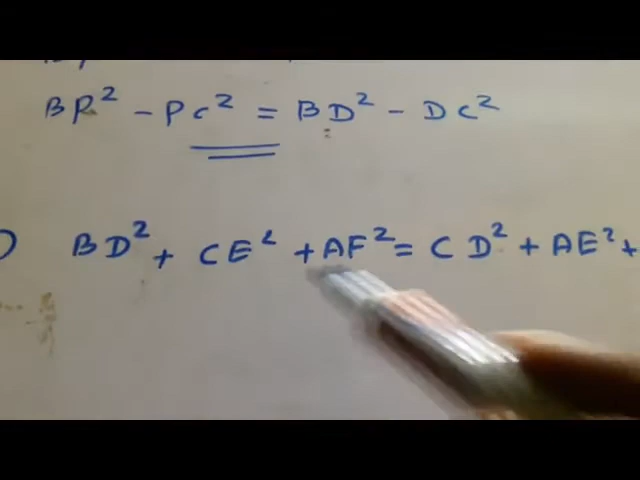 BP² - PC² = BD² - DC²
) BD² + CE² + AF² = CD² + AE² +